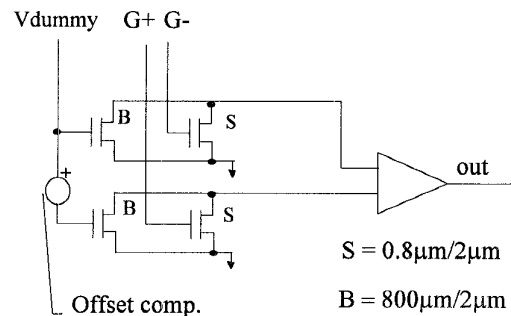 Vdummy G+ G-
B
S
+
B
S
out
S = 0.8μm/2μm
Offset comp.
B = 800μm/2μm